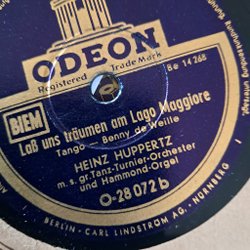 ODEON
Registered Trade Mark
Be 14268
BIEM
Laß uns träumen am Lago Maggiore
Tango - Benny de Weille
HEINZ HUPPERTZ
m. s. gr. Tanz-Turnier-Orchester
und Hammond-Orgel
O-28 072 b
BERLIN · CARL LINDSTRÖM AG. · NÜRNBERG